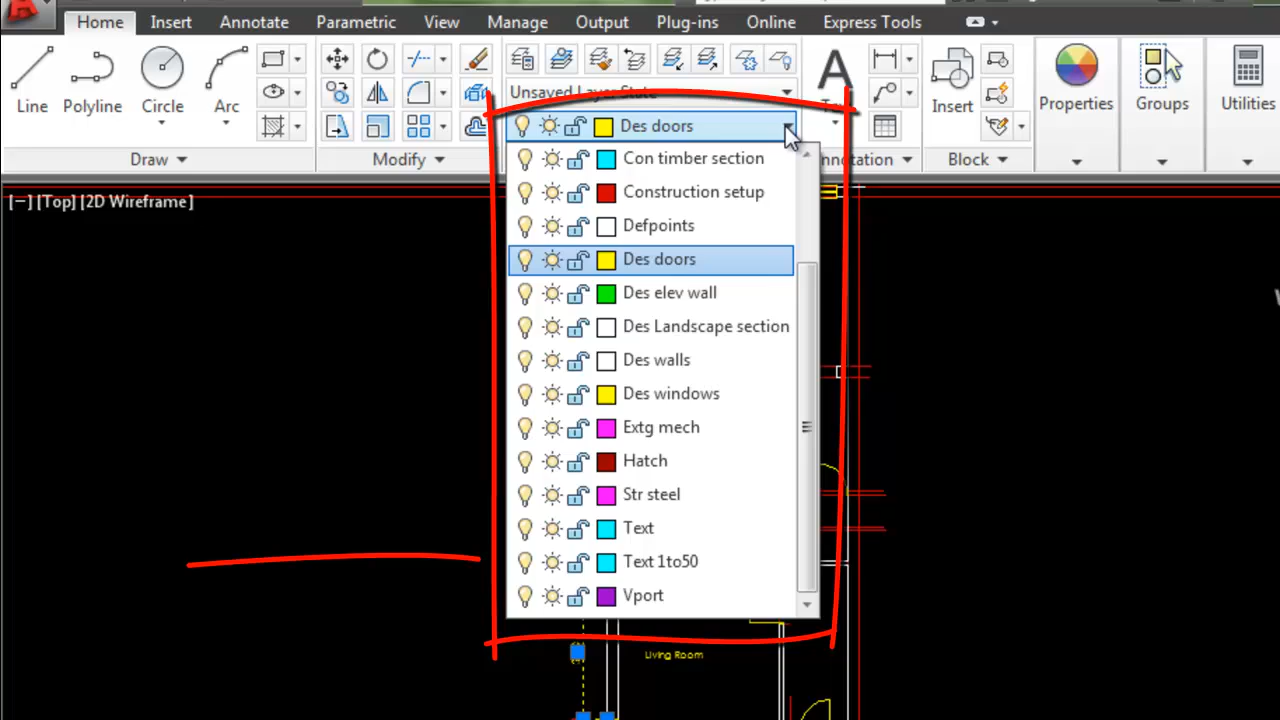 Home Insert Annotate Parametric View Manage Output Plug-ins Online Express Tools
Line Polyline Circle Arc
Insert Properties Groups Utilities
Unsaved Layer State
Draw Modify Block
Des doors
Con timber section
Construction setup
Defpoints
Des doors
Des elev wall
Des Landscape section
Des walls
Des windows
Extg mech
Hatch
Str steel
Text
Text 1to50
Vport
[−] [Top] [2D Wireframe]
Living Room